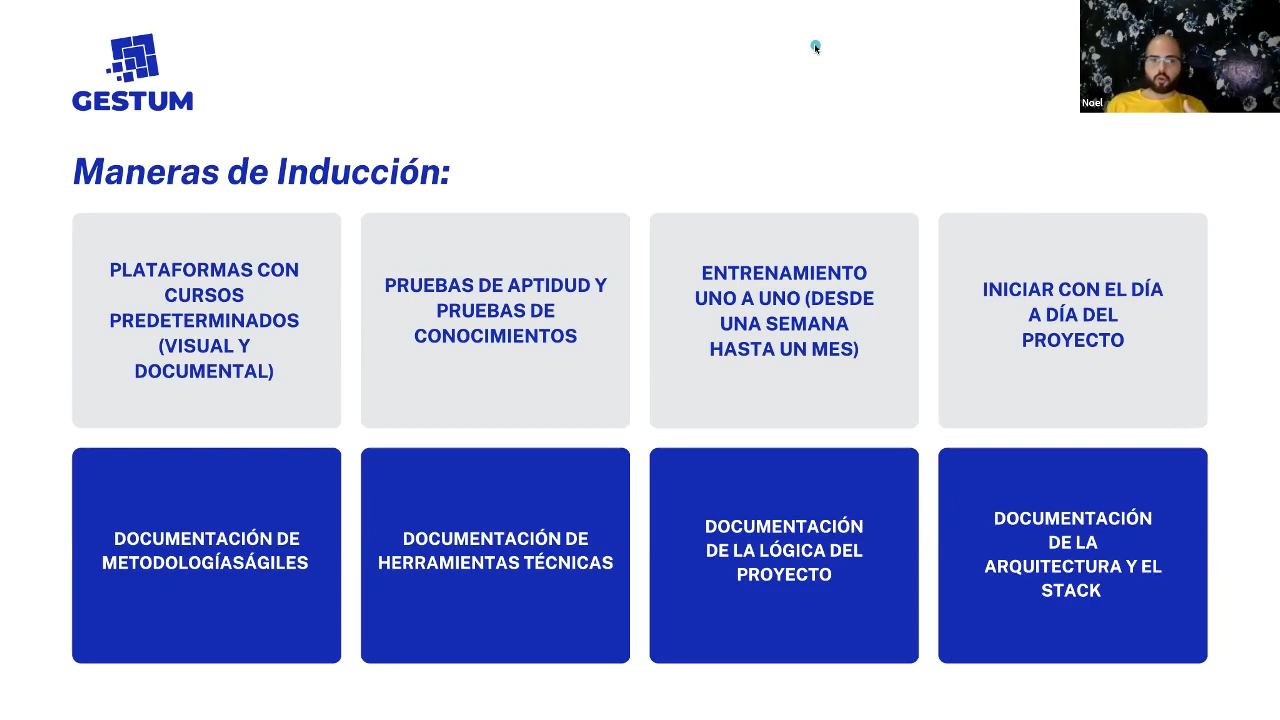 GESTUM
Noel
Maneras de Inducción:
PLATAFORMAS CON
CURSOS
PREDETERMINADOS
(VISUAL Y
DOCUMENTAL)
PRUEBAS DE APTIDUD Y
PRUEBAS DE
CONOCIMIENTOS
ENTRENAMIENTO
UNO A UNO (DESDE
UNA SEMANA
HASTA UN MES)
INICIAR CON EL DÍA
A DÍA DEL
PROYECTO
DOCUMENTACIÓN DE
METODOLOGÍASÁGILES
DOCUMENTACIÓN DE
HERRAMIENTAS TÉCNICAS
DOCUMENTACIÓN
DE LA LÓGICA DEL
PROYECTO
DOCUMENTACIÓN
DE LA
ARQUITECTURA Y EL
STACK